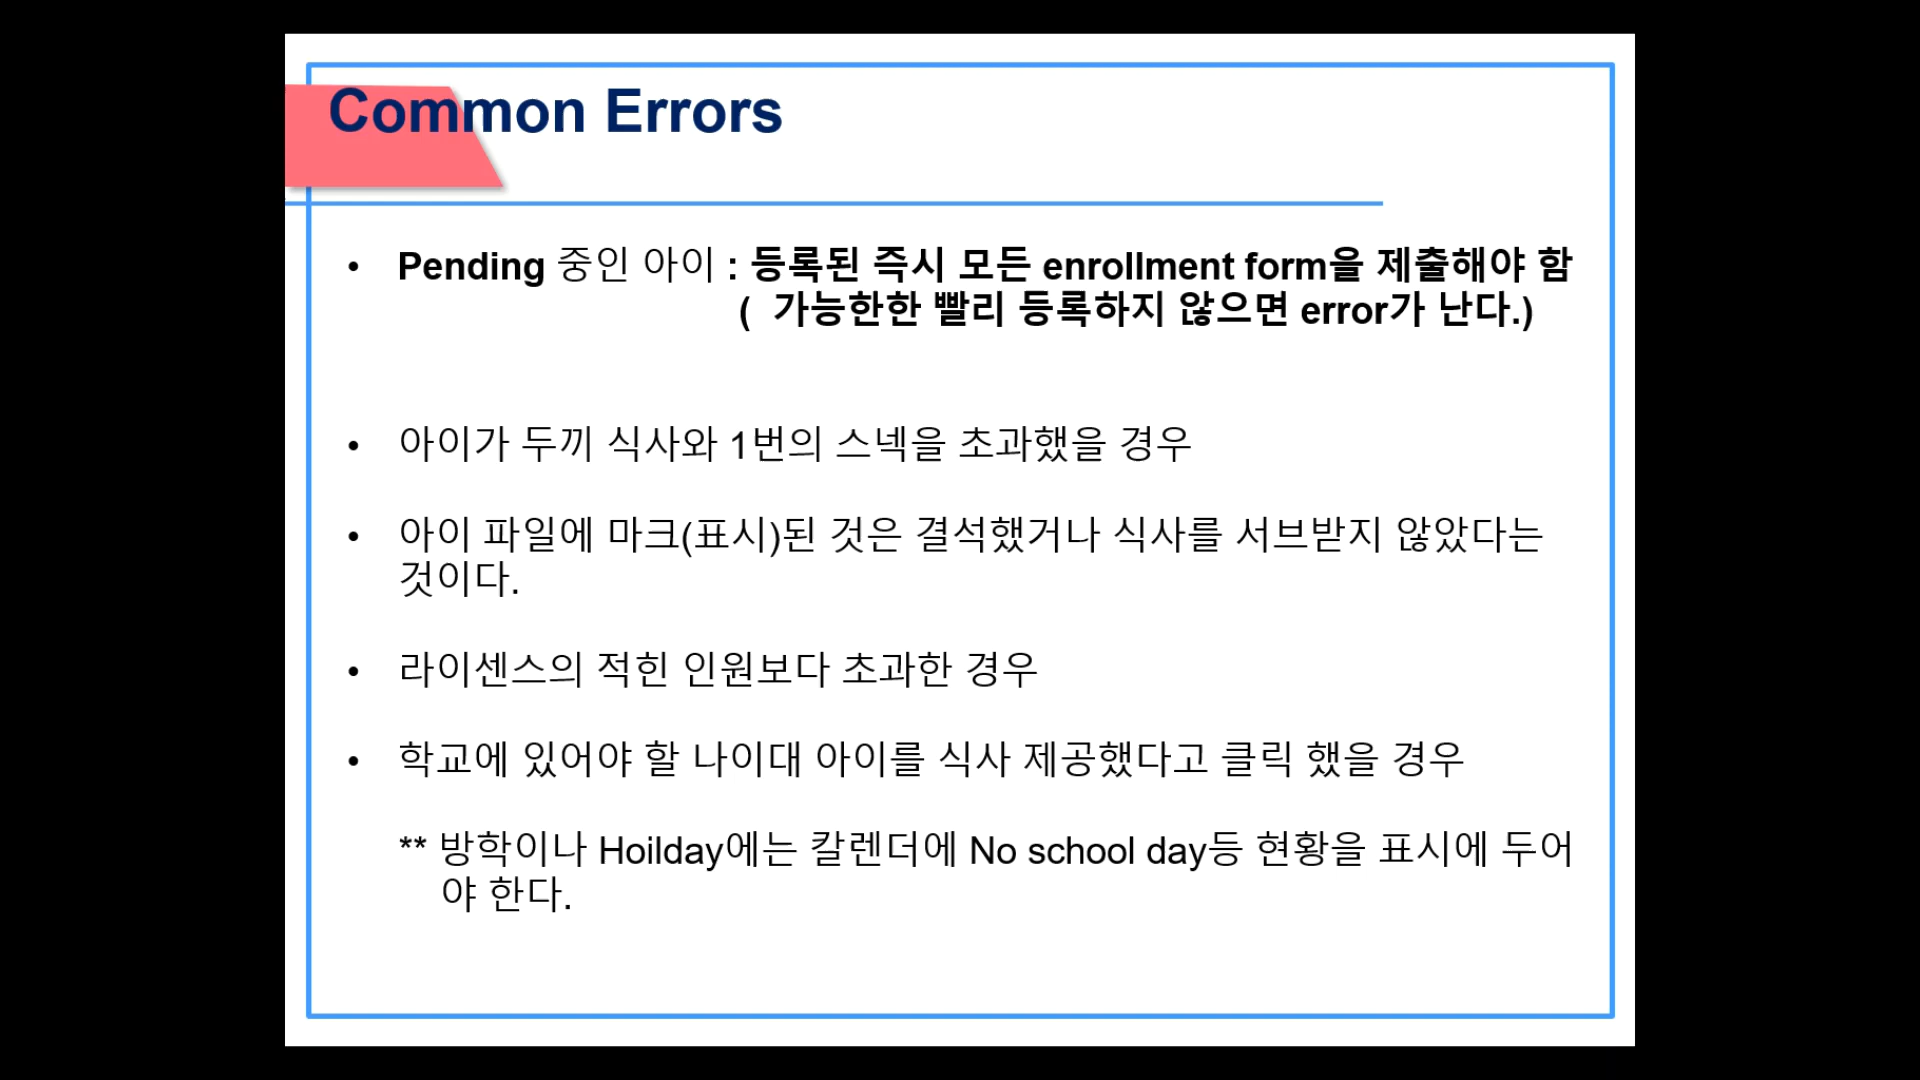 Common Errors
• Pending 중인 아이 : 등록된 즉시 모든 enrollment form을 제출해야 함
( 가능한한 빨리 등록하지 않으면 error가 난다.)
• 아이가 두끼 식사와 1번의 스넥을 초과했을 경우
• 아이 파일에 마크(표시)된 것은 결석했거나 식사를 서브받지 않았다는
것이다.
• 라이센스의 적힌 인원보다 초과한 경우
• 학교에 있어야 할 나이대 아이를 식사 제공했다고 클릭 했을 경우
** 방학이나 Hoilday에는 칼렌더에 No school day등 현황을 표시에 두어
야 한다.